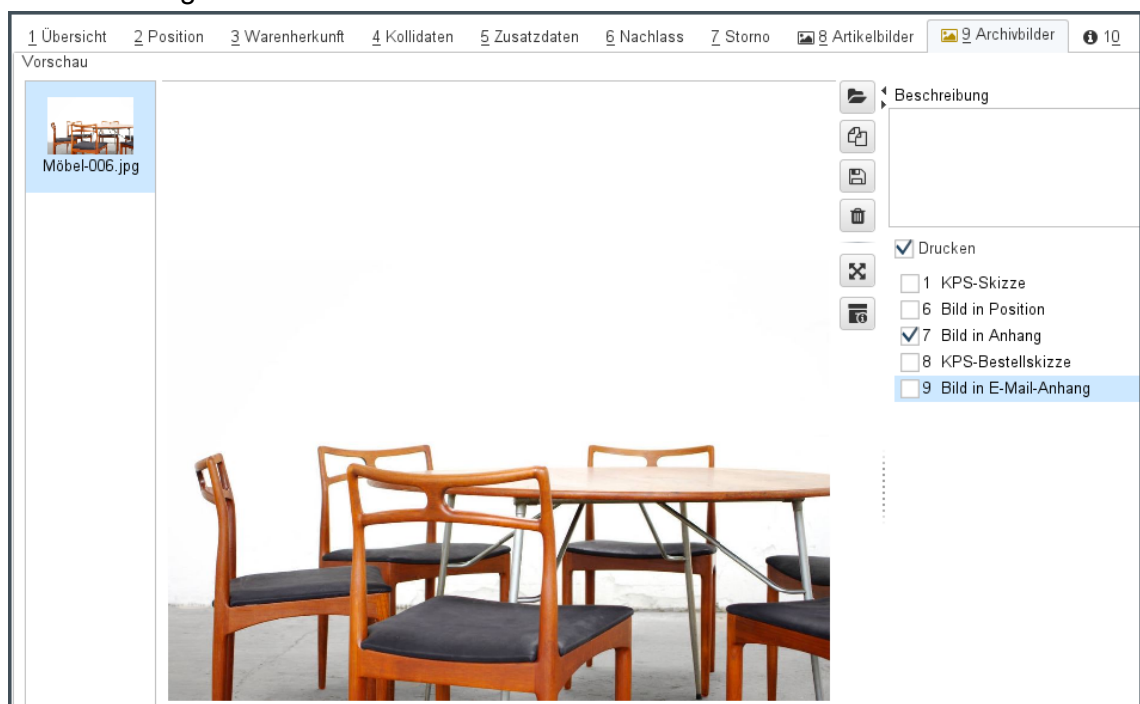 1 Übersicht 2 Position 3 Warenherkunft 4 Kollidaten 5 Zusatzdaten 6 Nachlass 7 Storno 8 Artikelbilder 9 Archivbilder 10
Vorschau
Möbel-006.jpg
Beschreibung
Drucken
1 KPS-Skizze
6 Bild in Position
7 Bild in Anhang
8 KPS-Bestellskizze
9 Bild in E-Mail-Anhang